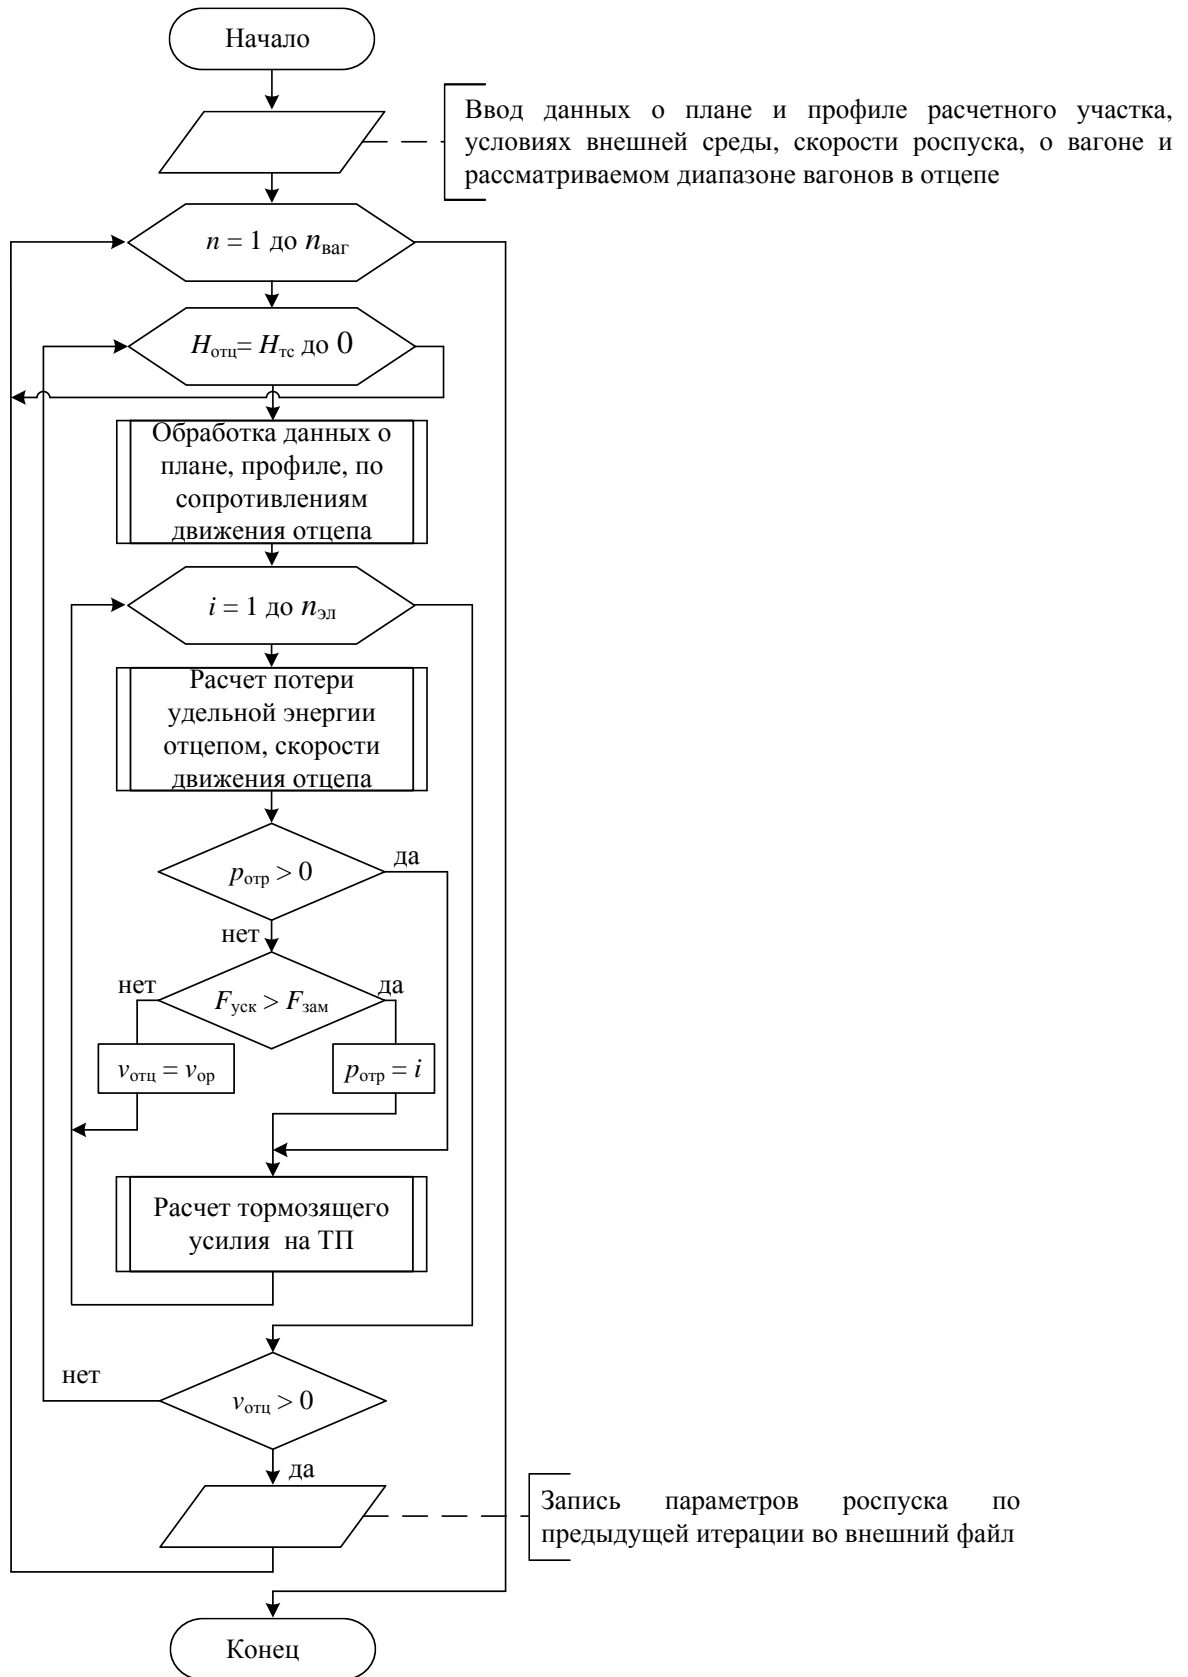 Начало
Ввод данных о плане и профиле расчетного участка,
условиях внешней среды, скорости роспуска, о вагоне и
рассматриваемом диапазоне вагонов в отцепе
n = 1 до nваг
Hотц= Hтс до 0
Обработка данных о
плане, профиле, по
сопротивлениям
движения отцепа
i = 1 до nэл
Расчет потери
удельной энергии
отцепом, скорости
движения отцепа
pотр > 0
да
нет
Fуск > Fзам
нет
да
vотц = vор
pотр = i
Расчет тормозящего
усилия на ТП
нет
vотц > 0
да
Запись параметров роспуска по
предыдущей итерации во внешний файл
Конец